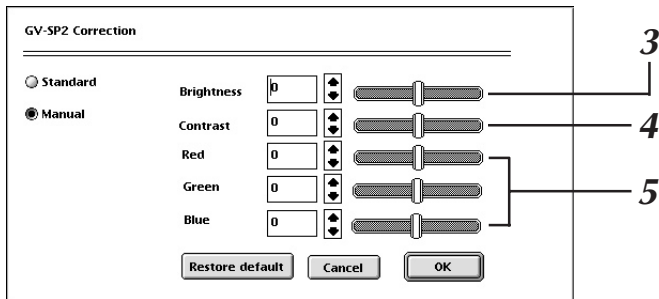 GV-SP2 Correction
Standard
Manual
Brightness 0
Contrast 0
Red 0
Green 0
Blue 0
Restore default Cancel OK
3
4
5